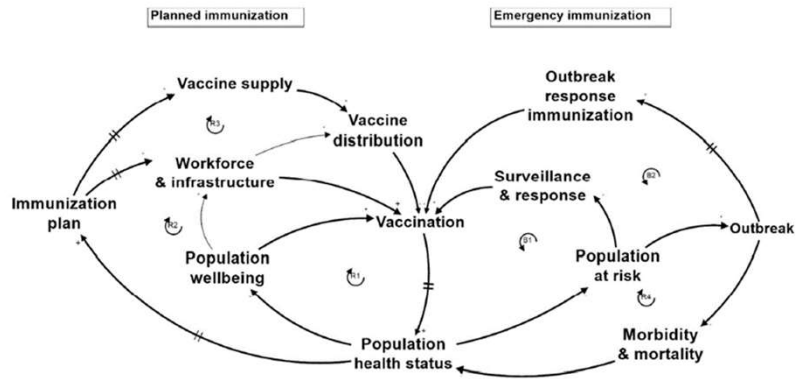 Planned immunization
Emergency immunization
Vaccine supply
R3
Vaccine
distribution
Outbreak
response
immunization
Workforce
& infrastructure
Surveillance
& response
B2
Immunization
plan
R2
Vaccination
Outbreak
Population
wellbeing
B1
Population
at risk
R1
R4
Population
health status
Morbidity
& mortality